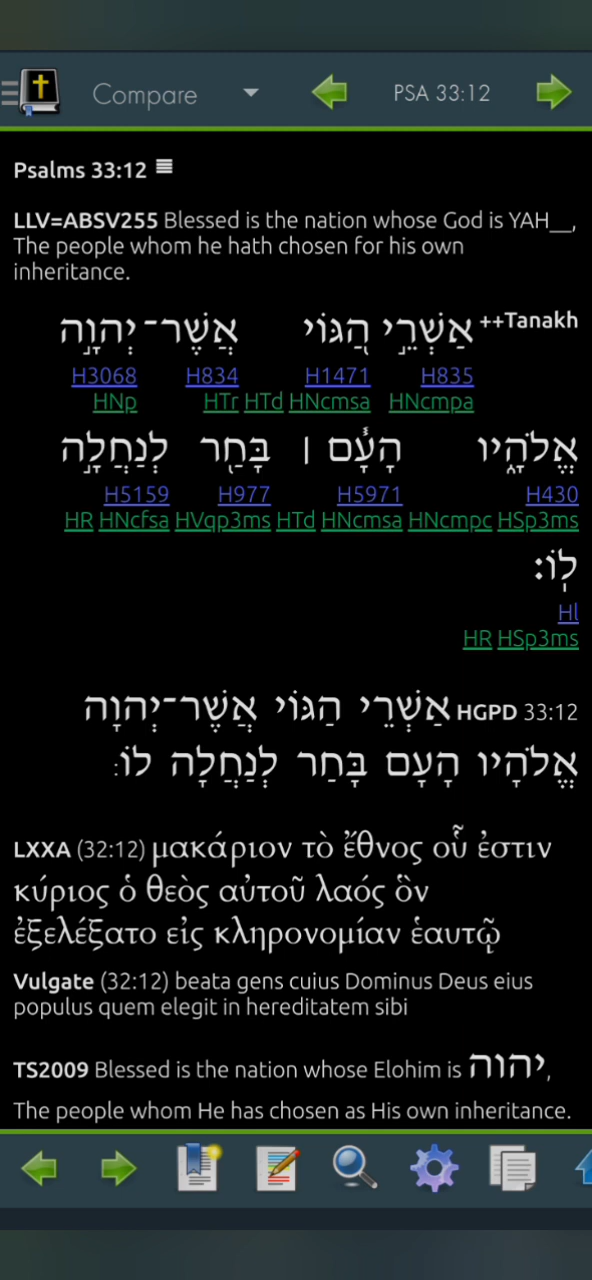 Compare
PSA 33:12
Psalms 33:12
LLV=ABSV255 Blessed is the nation whose God is YAH__,
The people whom he hath chosen for his own
inheritance.
++Tanakh אַשְׁרֵ֣י הַ֭גּוֹי אֲשֶׁר־ יְהוָ֣ה
H3068 H834 H1471 H835
HNp HTr HTd HNcmsa HNcmpa
אֱלֹהָ֑יו הָעָ֓ם ׀ בָּחַ֖ר לְנַחֲלָ֣ה
H5159 H977 H5971 H430
HR HNcfsa HVqp3ms HTd HNcmsa HNcmpc HSp3ms
לֽוֹ׃
Hl
HR HSp3ms
HGPD 33:12 אַשְׁרֵי הַגּוֹי אֲשֶׁר־יְהוָה
אֱלֹהָיו הָעָם בָּחַר לְנַחֲלָה לוֹ׃
LXXA (32:12) μακάριον τὸ ἔθνος οὗ ἐστιν
κύριος ὁ θεὸς αὐτοῦ λαός ὃν
ἐξελέξατο εἰς κληρονομίαν ἑαυτῷ
Vulgate (32:12) beata gens cuius Dominus Deus eius
populus quem elegit in hereditatem sibi
TS2009 Blessed is the nation whose Elohim is יהוה,
The people whom He has chosen as His own inheritance.